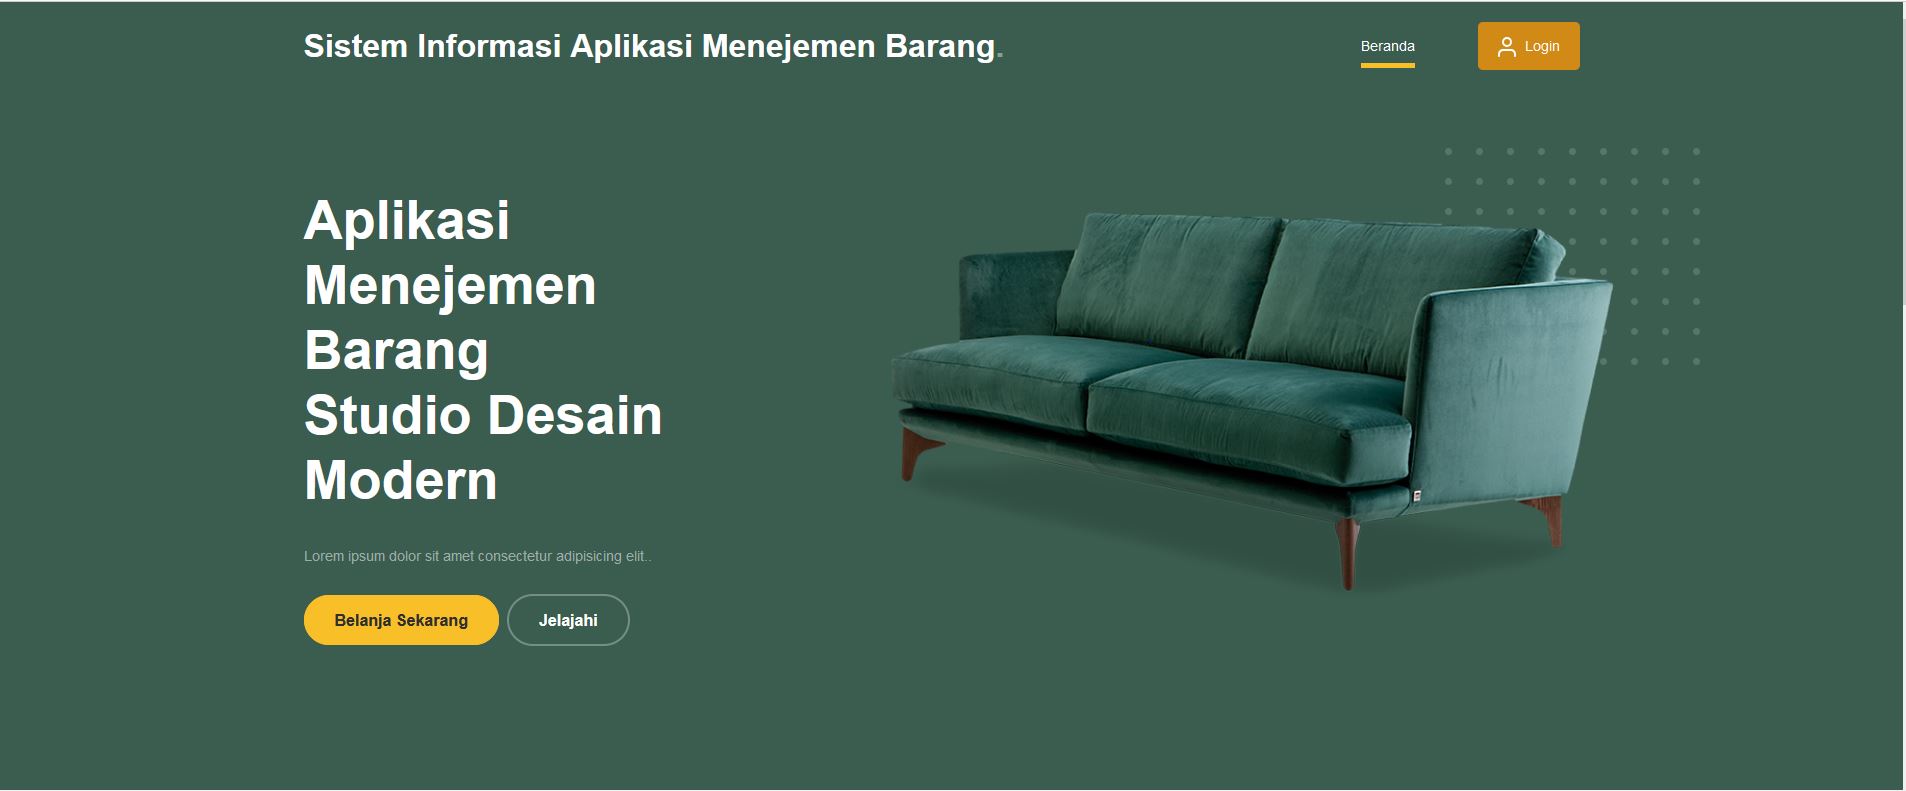 Sistem Informasi Aplikasi Menejemen Barang.
Beranda
Login
Aplikasi
Menejemen
Barang
Studio Desain
Modern
Lorem ipsum dolor sit amet consectetur adipisicing elit..
Belanja Sekarang
Jelajahi